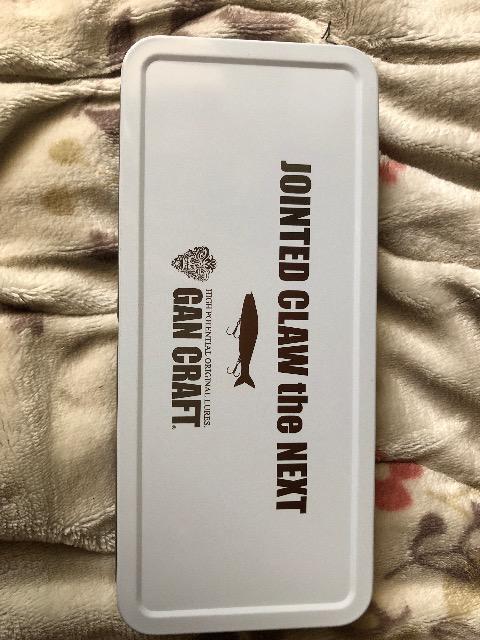 JOINTED CLAW the NEXT
HIGH POTENTIAL ORIGINAL LURES.
GAN CRAFT®